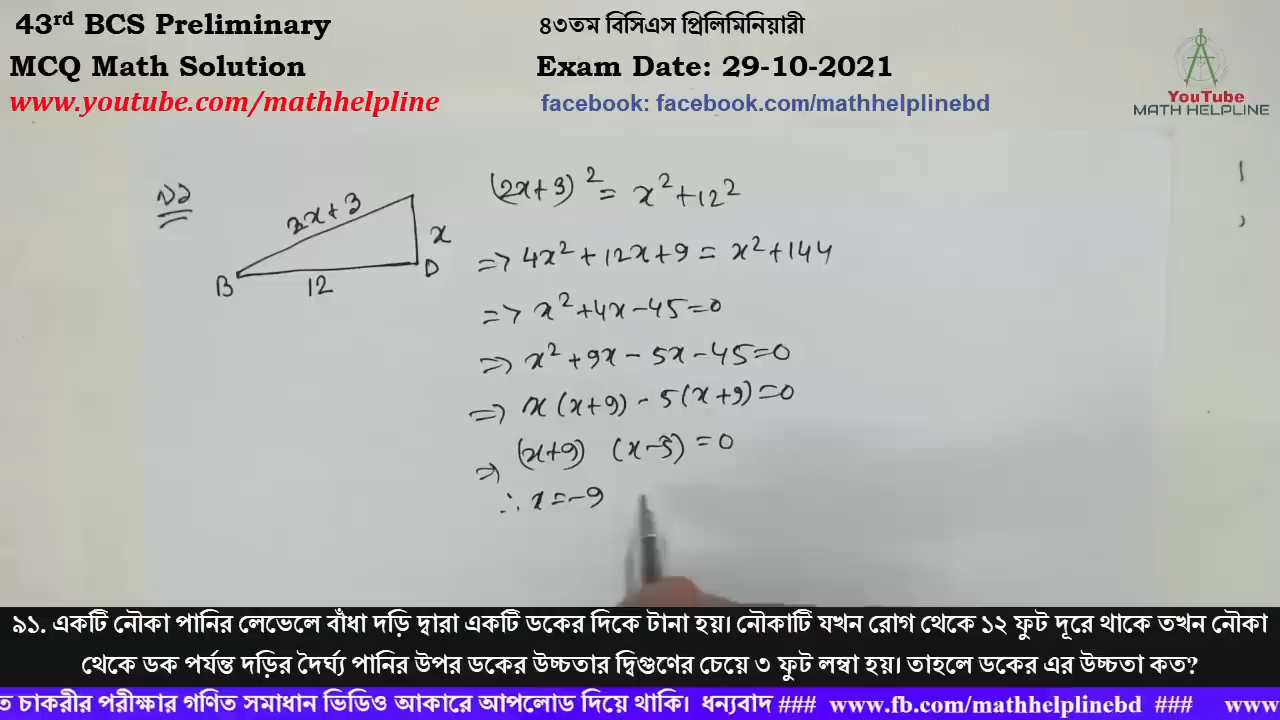 43rd BCS Preliminary
৪৩তম বিসিএস প্রিলিমিনিয়ারী
MCQ Math Solution
Exam Date: 29-10-2021
www.youtube.com/mathhelpline
facebook: facebook.com/mathhelplinebd
YouTube
MATH HELPLINE
৯১
2x+3
x
B
12
D
(2x+3)² = x²+12²
=> 4x²+12x+9 = x²+144
=> x²+4x-45=0
=> x²+9x-5x-45=0
=> x(x+9)-5(x+9)=0
=> (x+9) (x-5) = 0
∴ x=-9
৯১. একটি নৌকা পানির লেভেলে বাঁধা দড়ি দ্বারা একটি ডকের দিকে টানা হয়। নৌকাটি যখন রোগ থেকে ১২ ফুট দূরে থাকে তখন নৌকা
থেকে ডক পর্যন্ত দড়ির দৈর্ঘ্য পানির উপর ডকের উচ্চতার দ্বিগুণের চেয়ে ৩ ফুট লম্বা হয়। তাহলে ডকের এর উচ্চতা কত?
ত চাকরীর পরীক্ষার গণিত সমাধান ভিডিও আকারে আপলোড দিয়ে থাকি। ধন্যবাদ ### www.fb.com/mathhelplinebd ### www